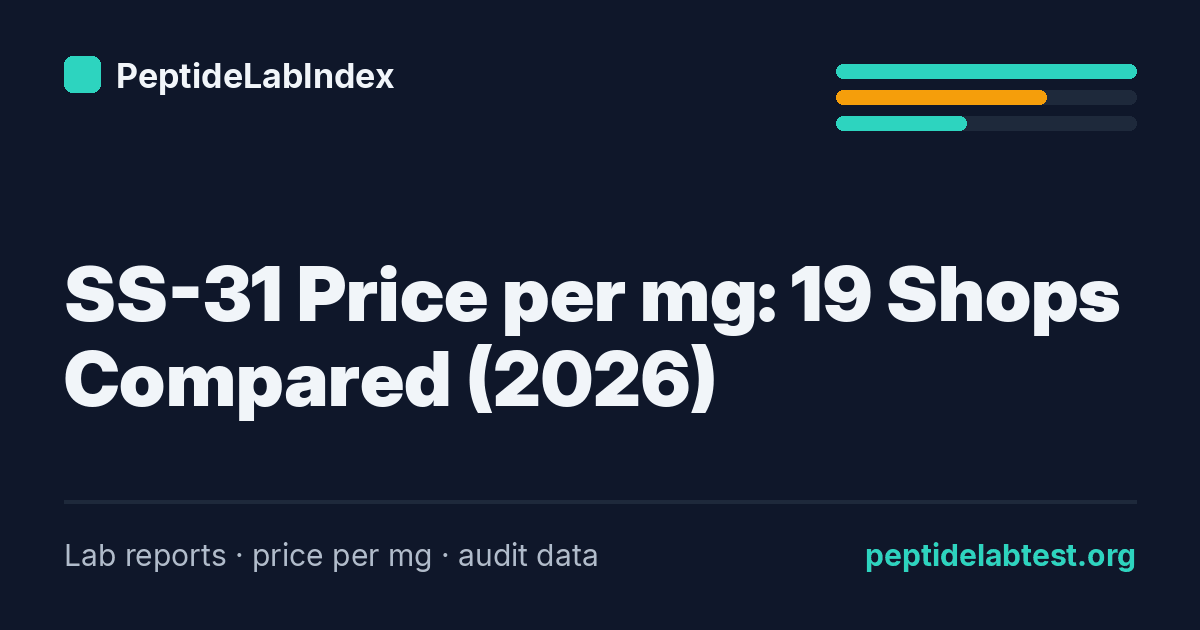 PeptideLabIndex
SS-31 Price per mg: 19 Shops
Compared (2026)
Lab reports · price per mg · audit data
peptidelabtest.org